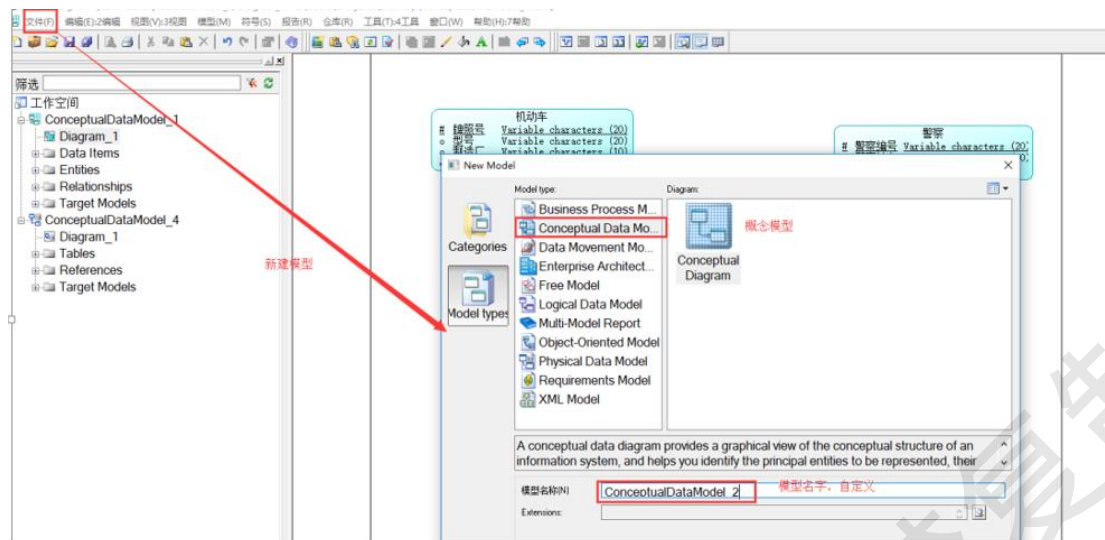 文件(F) 编辑(E):2编辑 视图(V):3视图 模型(M) 符号(S) 报告(R) 仓库(R) 工具(T):4工具 窗口(W) 帮助(H):7帮助
筛选
工作空间
ConceptualDataModel_1
Diagram_1
Data Items
Entities
Relationships
Target Models
ConceptualDataModel_4
Diagram_1
Tables
References
Target Models
新建模型
机动车
# 牌照号 Variable characters (20)
o 型号 Variable characters (20)
o 制造厂 Variable characters (10)
警察
# 警察编号 Variable characters (20)
New Model
Model type:
Diagram:
Categories
Model types
Business Process M...
Conceptual Data Mo...
Data Movement Mo...
Enterprise Architect...
Free Model
Logical Data Model
Multi-Model Report
Object-Oriented Model
Physical Data Model
Requirements Model
XML Model
Conceptual
Diagram
概念模型
A conceptual data diagram provides a graphical view of the conceptual structure of an
information system, and helps you identify the principal entities to be represented, their
模型名称(N)
ConceptualDataModel_2
模型名字，自定义
Extensions: